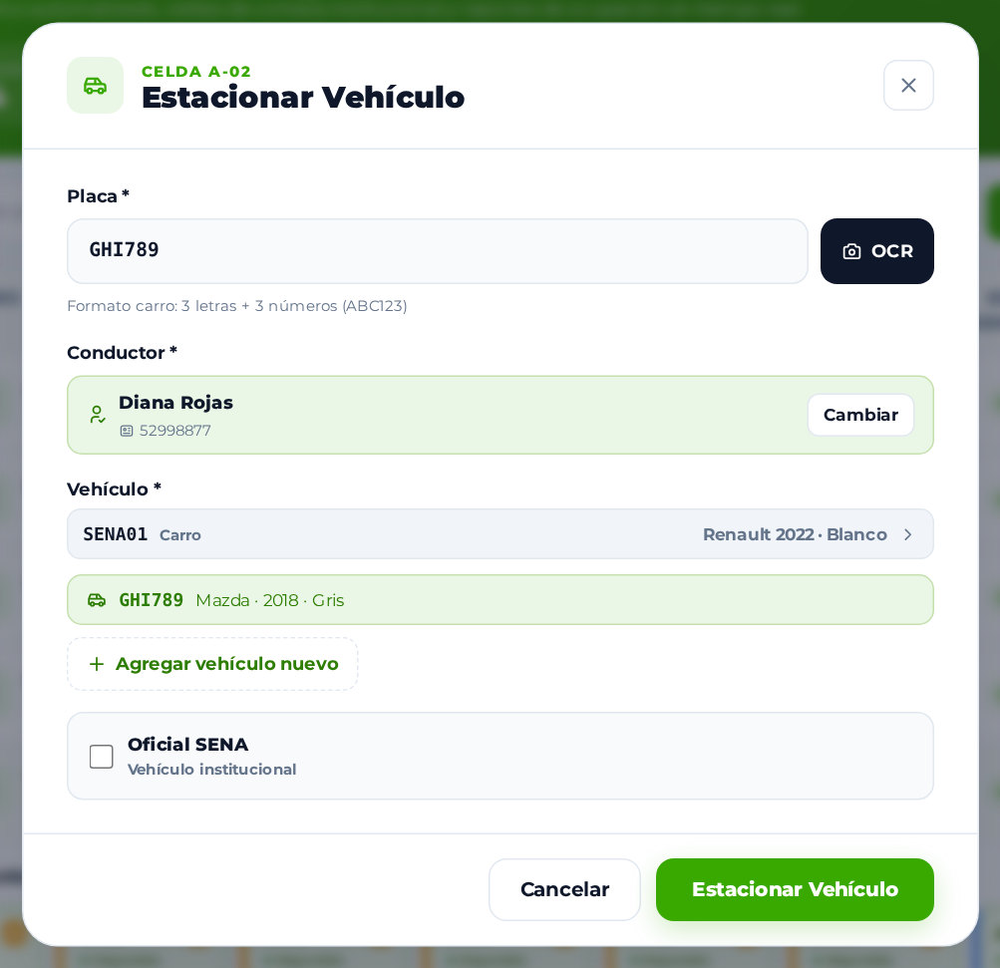 CELDA A-02
Estacionar Vehículo
Placa *
GHI789
OCR
Formato carro: 3 letras + 3 números (ABC123)
Conductor *
Diana Rojas
52998877
Cambiar
Vehículo *
SENA01 Carro Renault 2022 · Blanco
GHI789 Mazda · 2018 · Gris
Agregar vehículo nuevo
Oficial SENA
Vehículo institucional
Cancelar Estacionar Vehículo